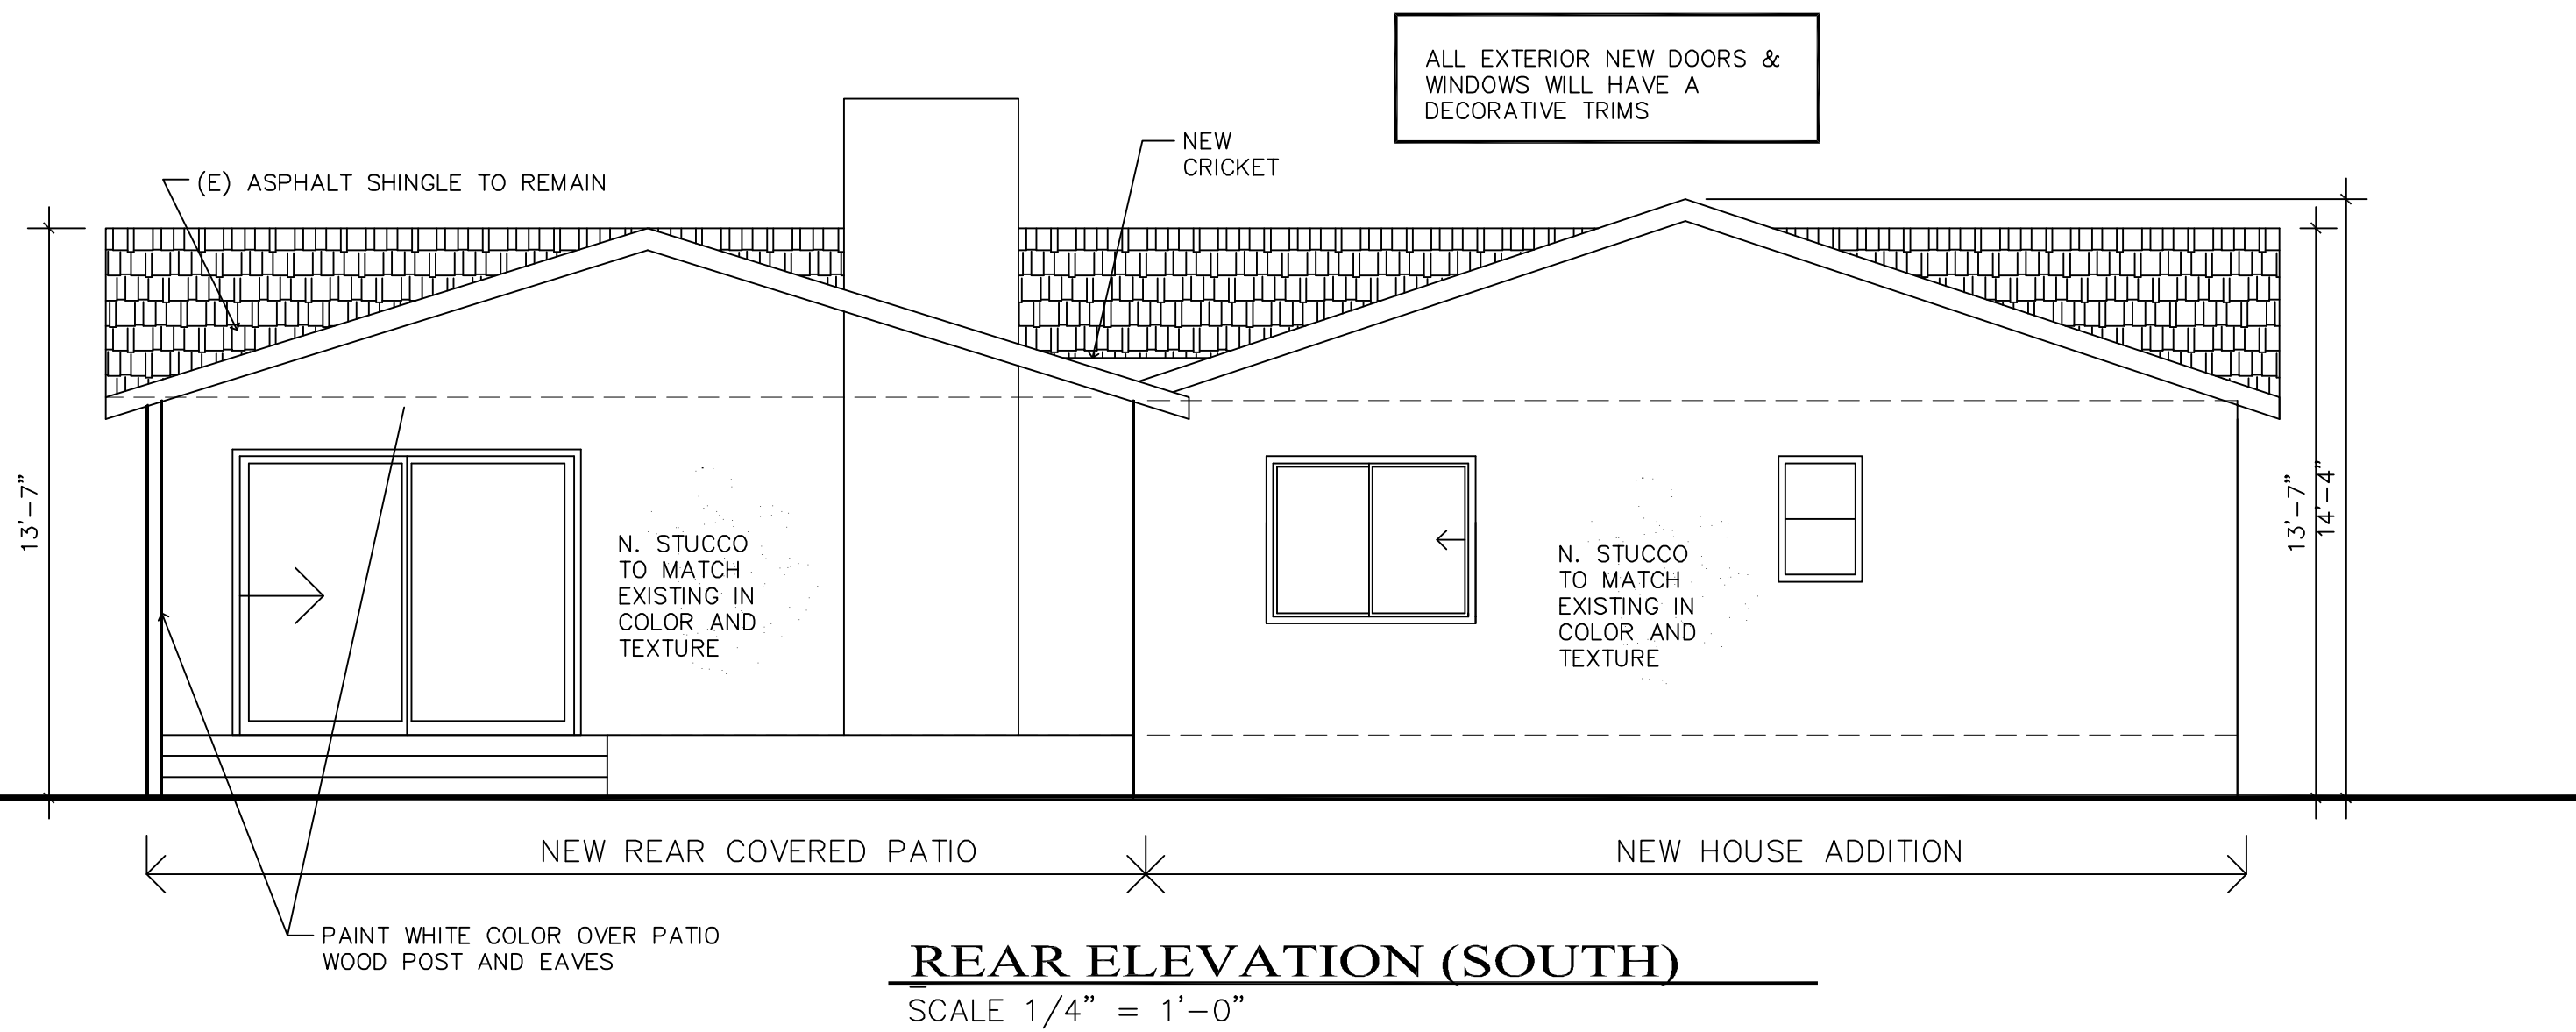 ALL EXTERIOR NEW DOORS &
WINDOWS WILL HAVE A
DECORATIVE TRIMS
NEW
CRICKET
(E) ASPHALT SHINGLE TO REMAIN
13'-7"
13'-7"
14'-4"
N. STUCCO
TO MATCH
EXISTING IN
COLOR AND
TEXTURE
N. STUCCO
TO MATCH
EXISTING IN
COLOR AND
TEXTURE
NEW REAR COVERED PATIO
NEW HOUSE ADDITION
PAINT WHITE COLOR OVER PATIO
WOOD POST AND EAVES
REAR ELEVATION (SOUTH)
SCALE 1/4" = 1'-0"